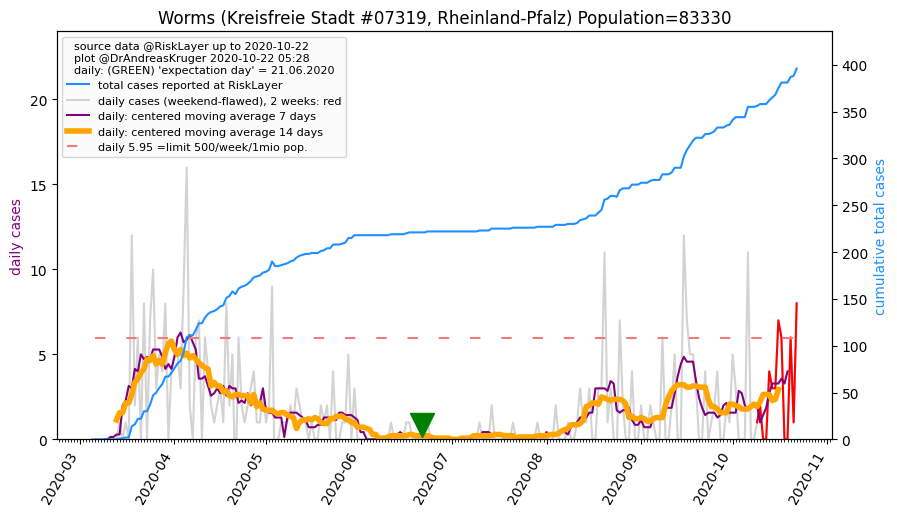 Worms (Kreisfreie Stadt #07319, Rheinland-Pfalz) Population=83330
source data @RiskLayer up to 2020-10-22
plot @DrAndreasKruger 2020-10-22 05:28
daily: (GREEN) 'expectation day' = 21.06.2020
total cases reported at RiskLayer
daily cases (weekend-flawed), 2 weeks: red
daily: centered moving average 7 days
daily: centered moving average 14 days
daily 5.95 =limit 500/week/1mio pop.
daily cases
20
15
10
5
0
cumulative total cases
400
350
300
250
200
150
100
50
0
2020-03
2020-04
2020-05
2020-06
2020-07
2020-08
2020-09
2020-10
2020-11